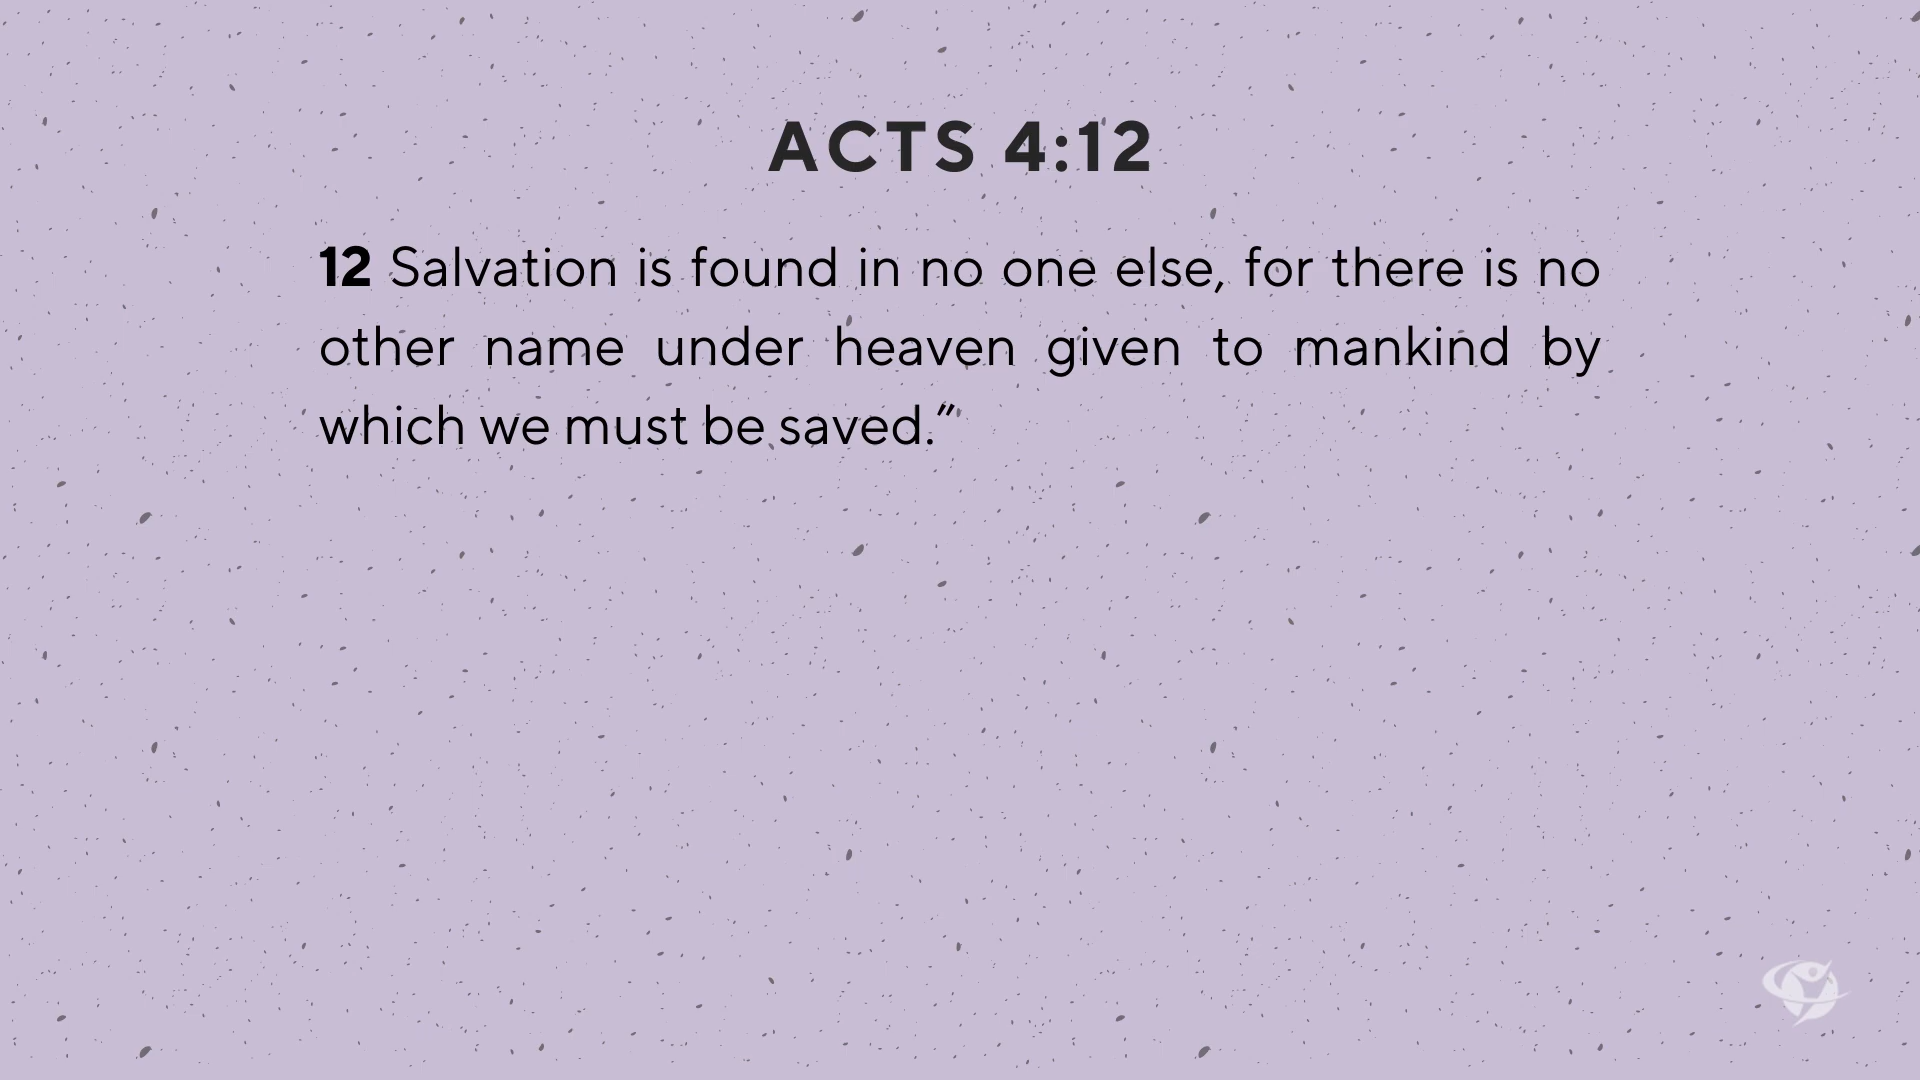 ACTS 4:12
12 Salvation is found in no one else, for there is no
other name under heaven given to mankind by
which we must be saved.”